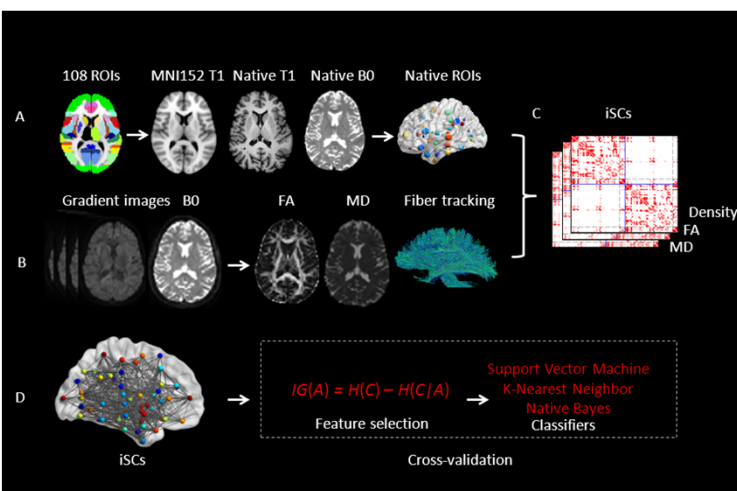 108 ROIs MNI152 T1 Native T1 Native B0 Native ROIs
A
C iSCs
Gradient images B0 FA MD Fiber tracking
B
Density
FA
MD
D
IG(A) = H(C) – H(C/A)
Feature selection
Support Vector Machine
K-Nearest Neighbor
Native Bayes
Classifiers
iSCs
Cross-validation